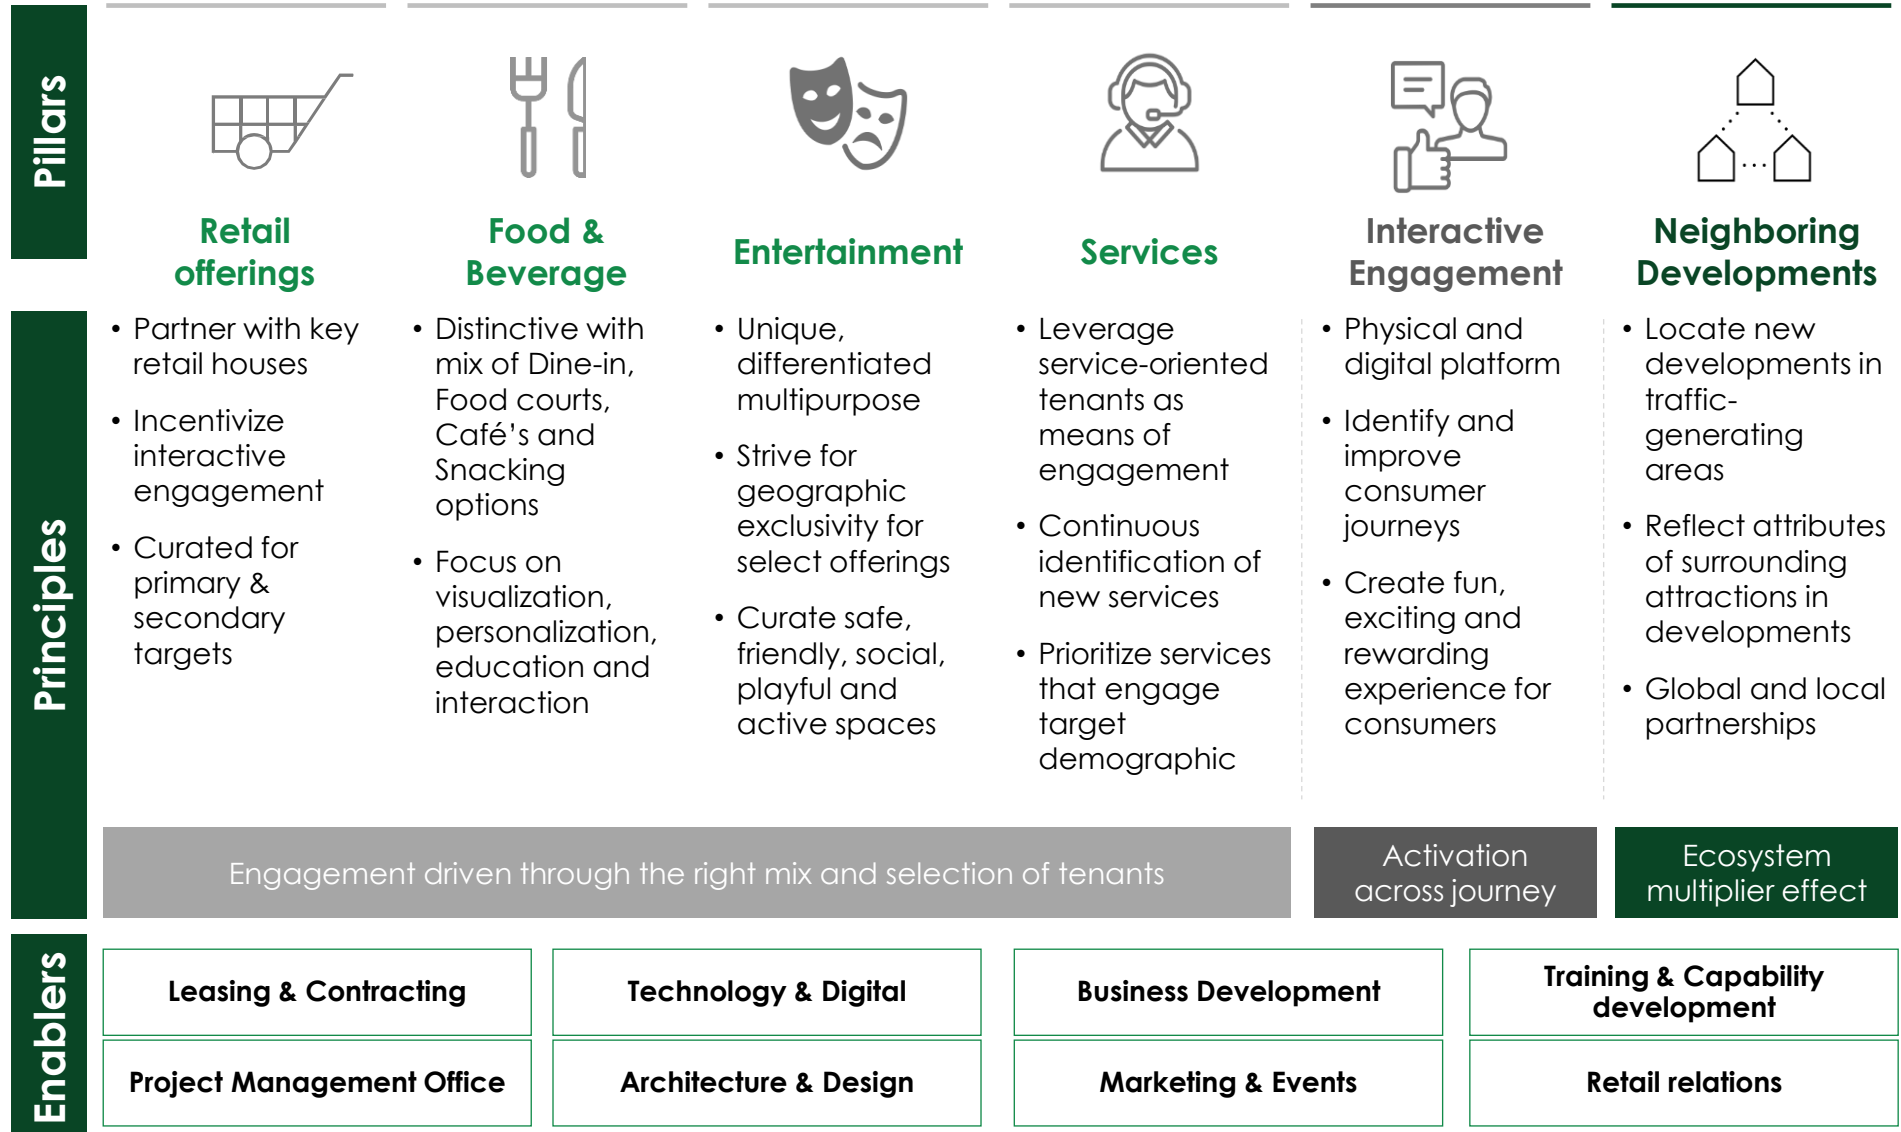 Pillars
Retail
offerings
Food &
Beverage
Entertainment
Services
Interactive
Engagement
Neighboring
Developments
Principles
• Partner with key
retail houses
• Incentivize
interactive
engagement
• Curated for
primary &
secondary
targets
• Distinctive with
mix of Dine-in,
Food courts,
Café's and
Snacking
options
• Focus on
visualization,
personalization,
education and
interaction
• Unique,
differentiated
multipurpose
• Strive for
geographic
exclusivity for
select offerings
• Curate safe,
friendly, social,
playful and
active spaces
• Leverage
service-oriented
tenants as
means of
engagement
• Continuous
identification of
new services
• Prioritize services
that engage
target
demographic
• Physical and
digital platform
• Identify and
improve
consumer
journeys
• Create fun,
exciting and
rewarding
experience for
consumers
• Locate new
developments in
traffic-
generating
areas
• Reflect attributes
of surrounding
attractions in
developments
• Global and local
partnerships
Engagement driven through the right mix and selection of tenants
Activation
across journey
Ecosystem
multiplier effect
Enablers
Leasing & Contracting
Technology & Digital
Business Development
Training & Capability
development
Project Management Office
Architecture & Design
Marketing & Events
Retail relations